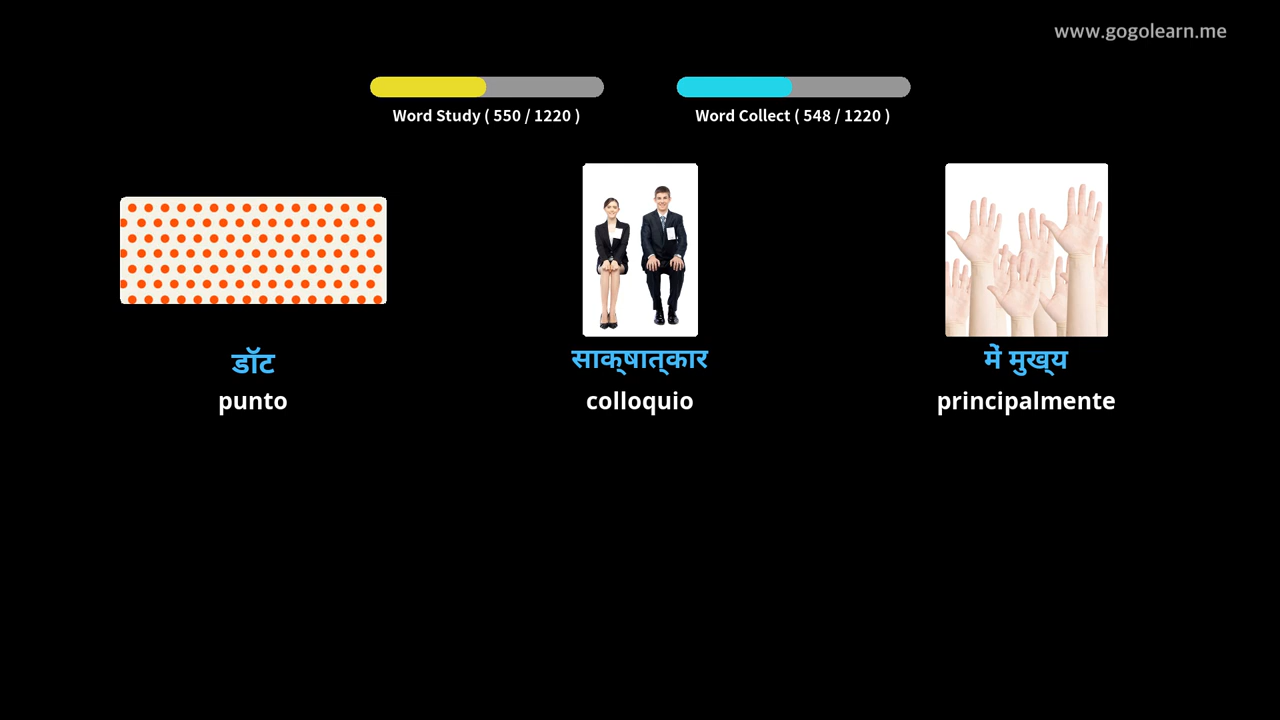 www.gogolearn.me
Word Study ( 550 / 1220 )
Word Collect ( 548 / 1220 )
डॉट
साक्षात्कार
में मुख्य
punto
colloquio
principalmente